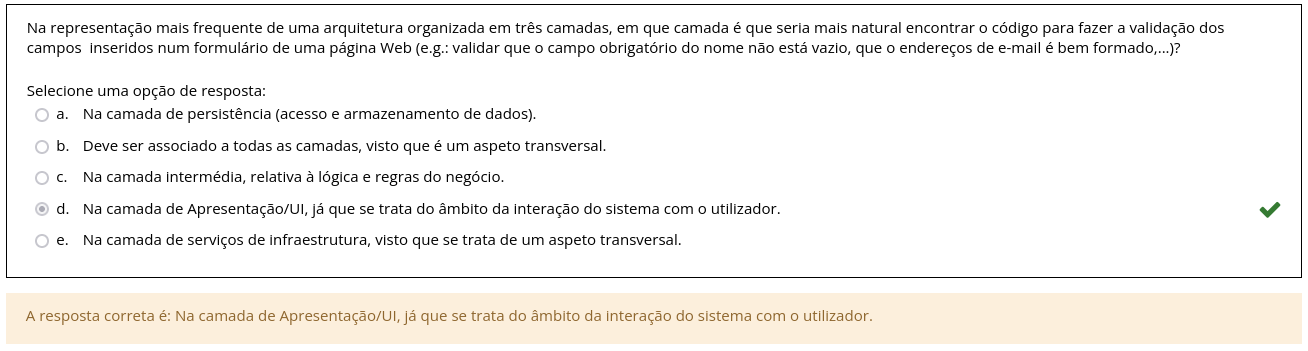 Na representação mais frequente de uma arquitetura organizada em três camadas, em que camada é que seria mais natural encontrar o código para fazer a validação dos
campos  inseridos num formulário de uma página Web (e.g.: validar que o campo obrigatório do nome não está vazio, que o endereços de e-mail é bem formado,...)?
Selecione uma opção de resposta:
a. Na camada de persistência (acesso e armazenamento de dados).
b. Deve ser associado a todas as camadas, visto que é um aspeto transversal.
c. Na camada intermédia, relativa à lógica e regras do negócio.
d. Na camada de Apresentação/UI, já que se trata do âmbito da interação do sistema com o utilizador.
e. Na camada de serviços de infraestrutura, visto que se trata de um aspeto transversal.
A resposta correta é: Na camada de Apresentação/UI, já que se trata do âmbito da interação do sistema com o utilizador.